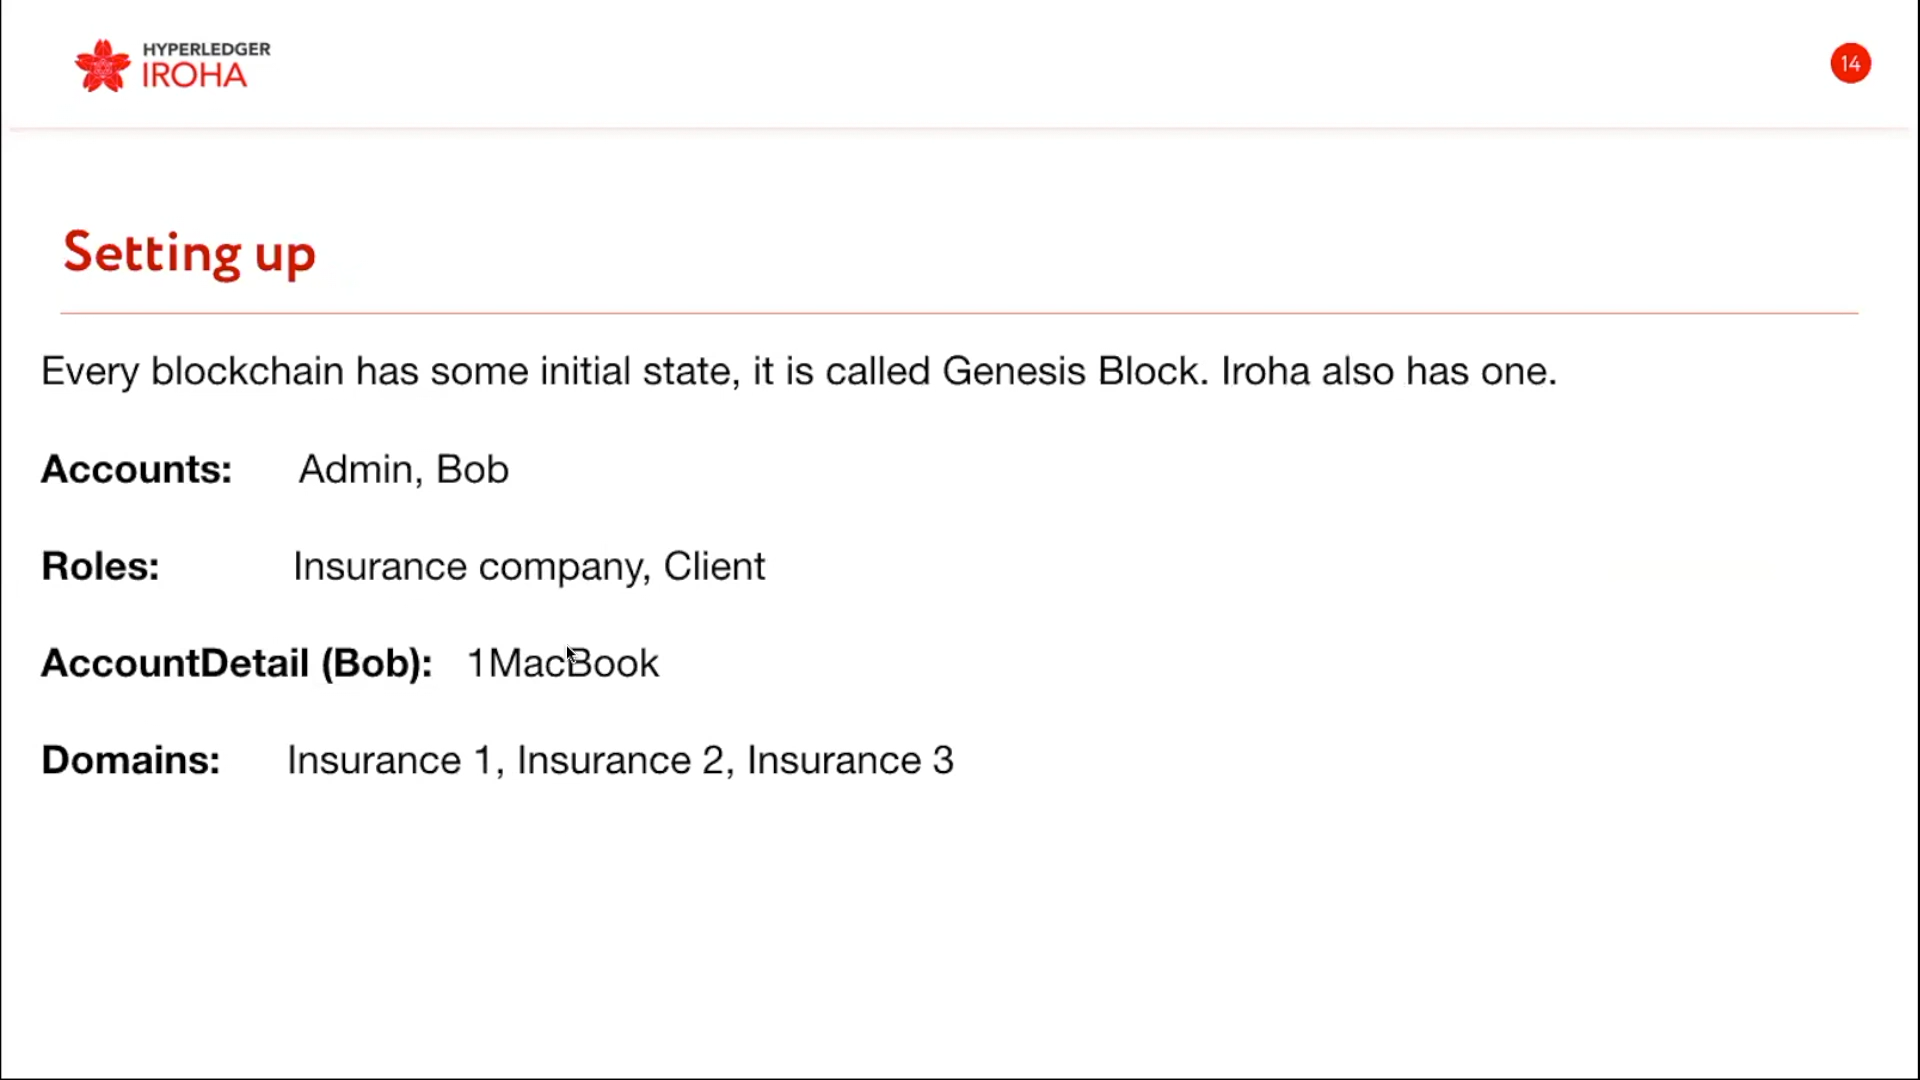 HYPERLEDGER
IROHA
14
Setting up
Every blockchain has some initial state, it is called Genesis Block. Iroha also has one.
Accounts: Admin, Bob
Roles: Insurance company, Client
AccountDetail (Bob): 1MacBook
Domains: Insurance 1, Insurance 2, Insurance 3